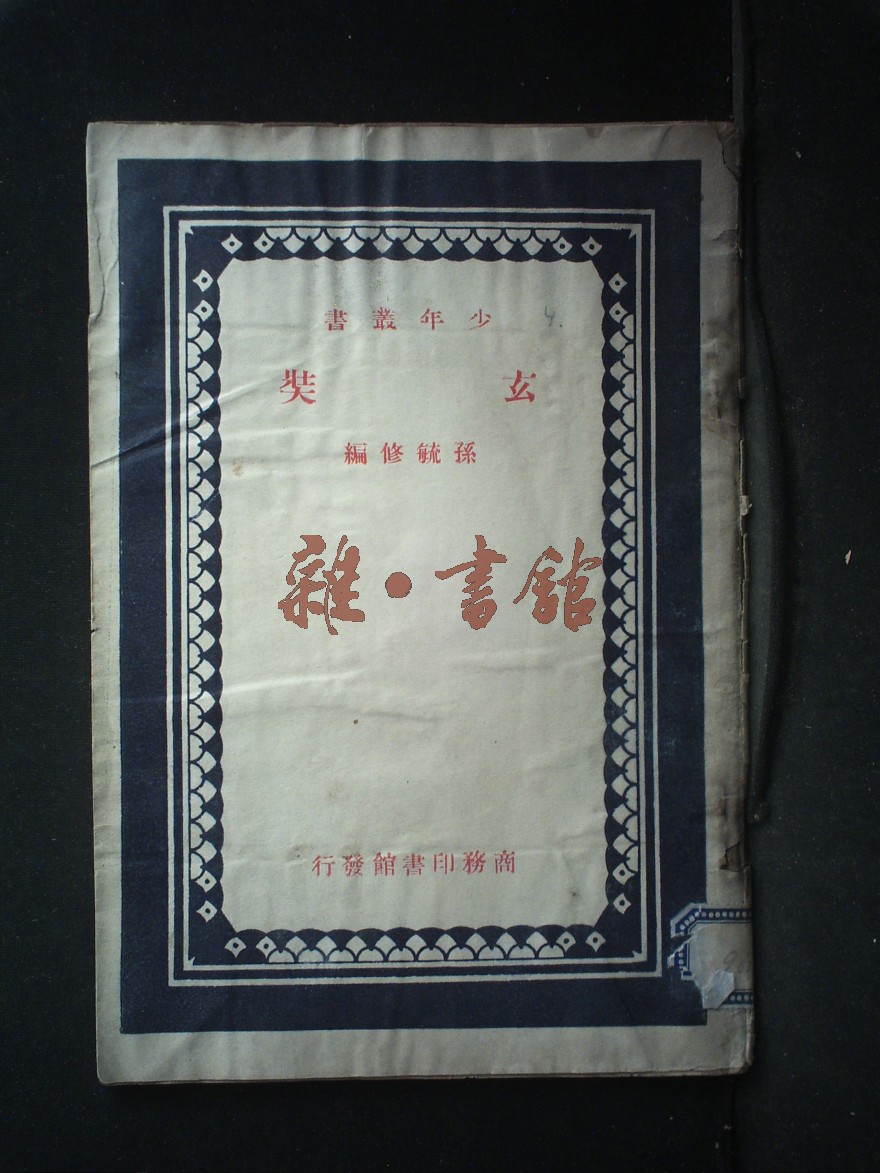 少年叢書
4.
玄奘
孫毓修編
雜·書館
商務印書館發行